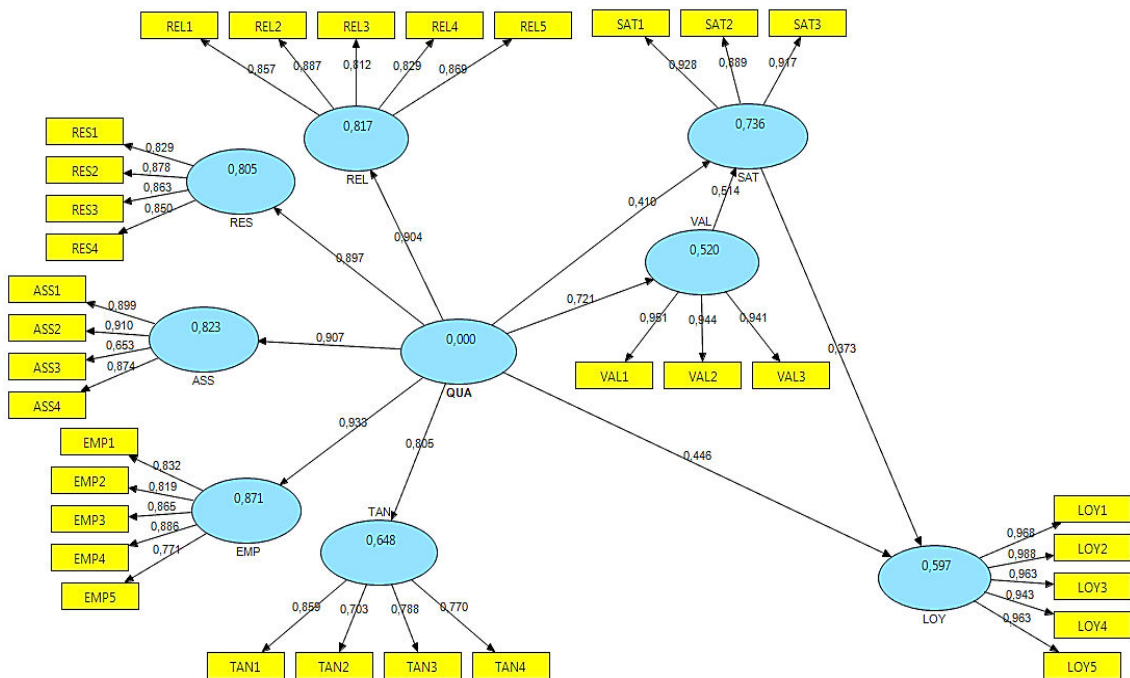 REL1
REL2
REL3
REL4
REL5
0,857
0,887
0,812
0,829
0,869
0,817
REL
SAT1
SAT2
SAT3
0,928
0,889
0,917
0,736
SAT
RES1
RES2
RES3
RES4
0,829
0,878
0,863
0,850
0,805
RES
0,904
0,897
0,410
0,514
VAL
0,520
0,721
0,951
0,944
0,941
VAL1
VAL2
VAL3
ASS1
ASS2
ASS3
ASS4
0,899
0,910
0,653
0,874
0,823
ASS
0,907
0,000
QUA
0,373
0,933
0,805
0,446
EMP1
EMP2
EMP3
EMP4
EMP5
0,832
0,819
0,865
0,886
0,771
0,871
EMP
TAN
0,648
0,859
0,703
0,788
0,770
TAN1
TAN2
TAN3
TAN4
0,597
LOY
0,968
0,988
0,963
0,943
0,963
LOY1
LOY2
LOY3
LOY4
LOY5